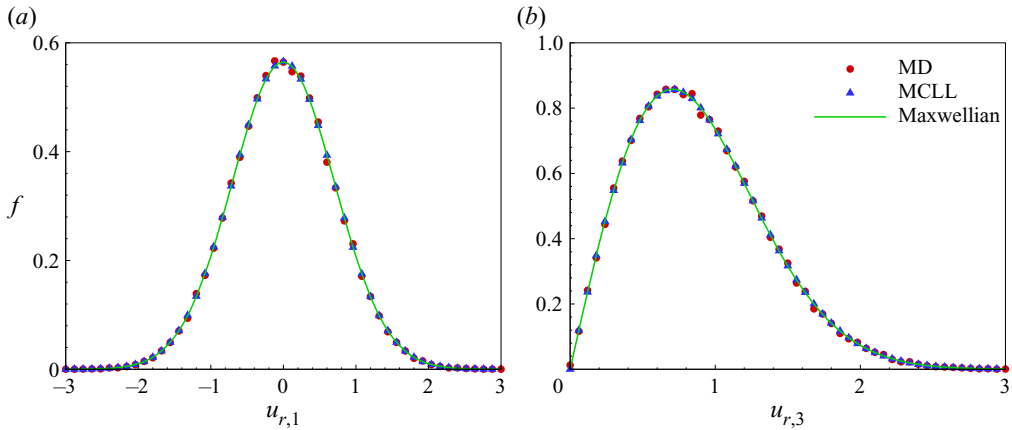 (a)
f
0.6
0.4
0.2
0
–3 –2 –1 0 1 2 3
u_{r,1}
(b)
1.0
0.8
0.6
0.4
0.2
0 1 2 3
u_{r,3}
MD
MCLL
Maxwellian